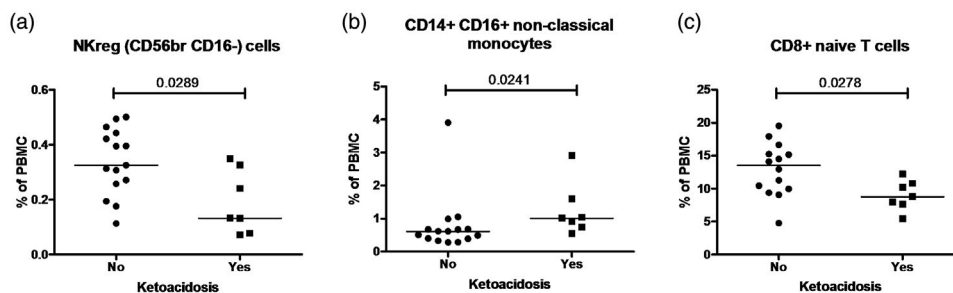 (a)
NKreg (CD56br CD16-) cells
0.0289
0.6
0.4
0.2
0.0
% of PBMC
No
Yes
Ketoacidosis
(b)
CD14+ CD16+ non-classical
monocytes
0.0241
5
4
3
2
1
0
% of PBMC
No
Yes
Ketoacidosis
(c)
CD8+ naive T cells
0.0278
25
20
15
10
5
0
% of PBMC
No
Yes
Ketoacidosis